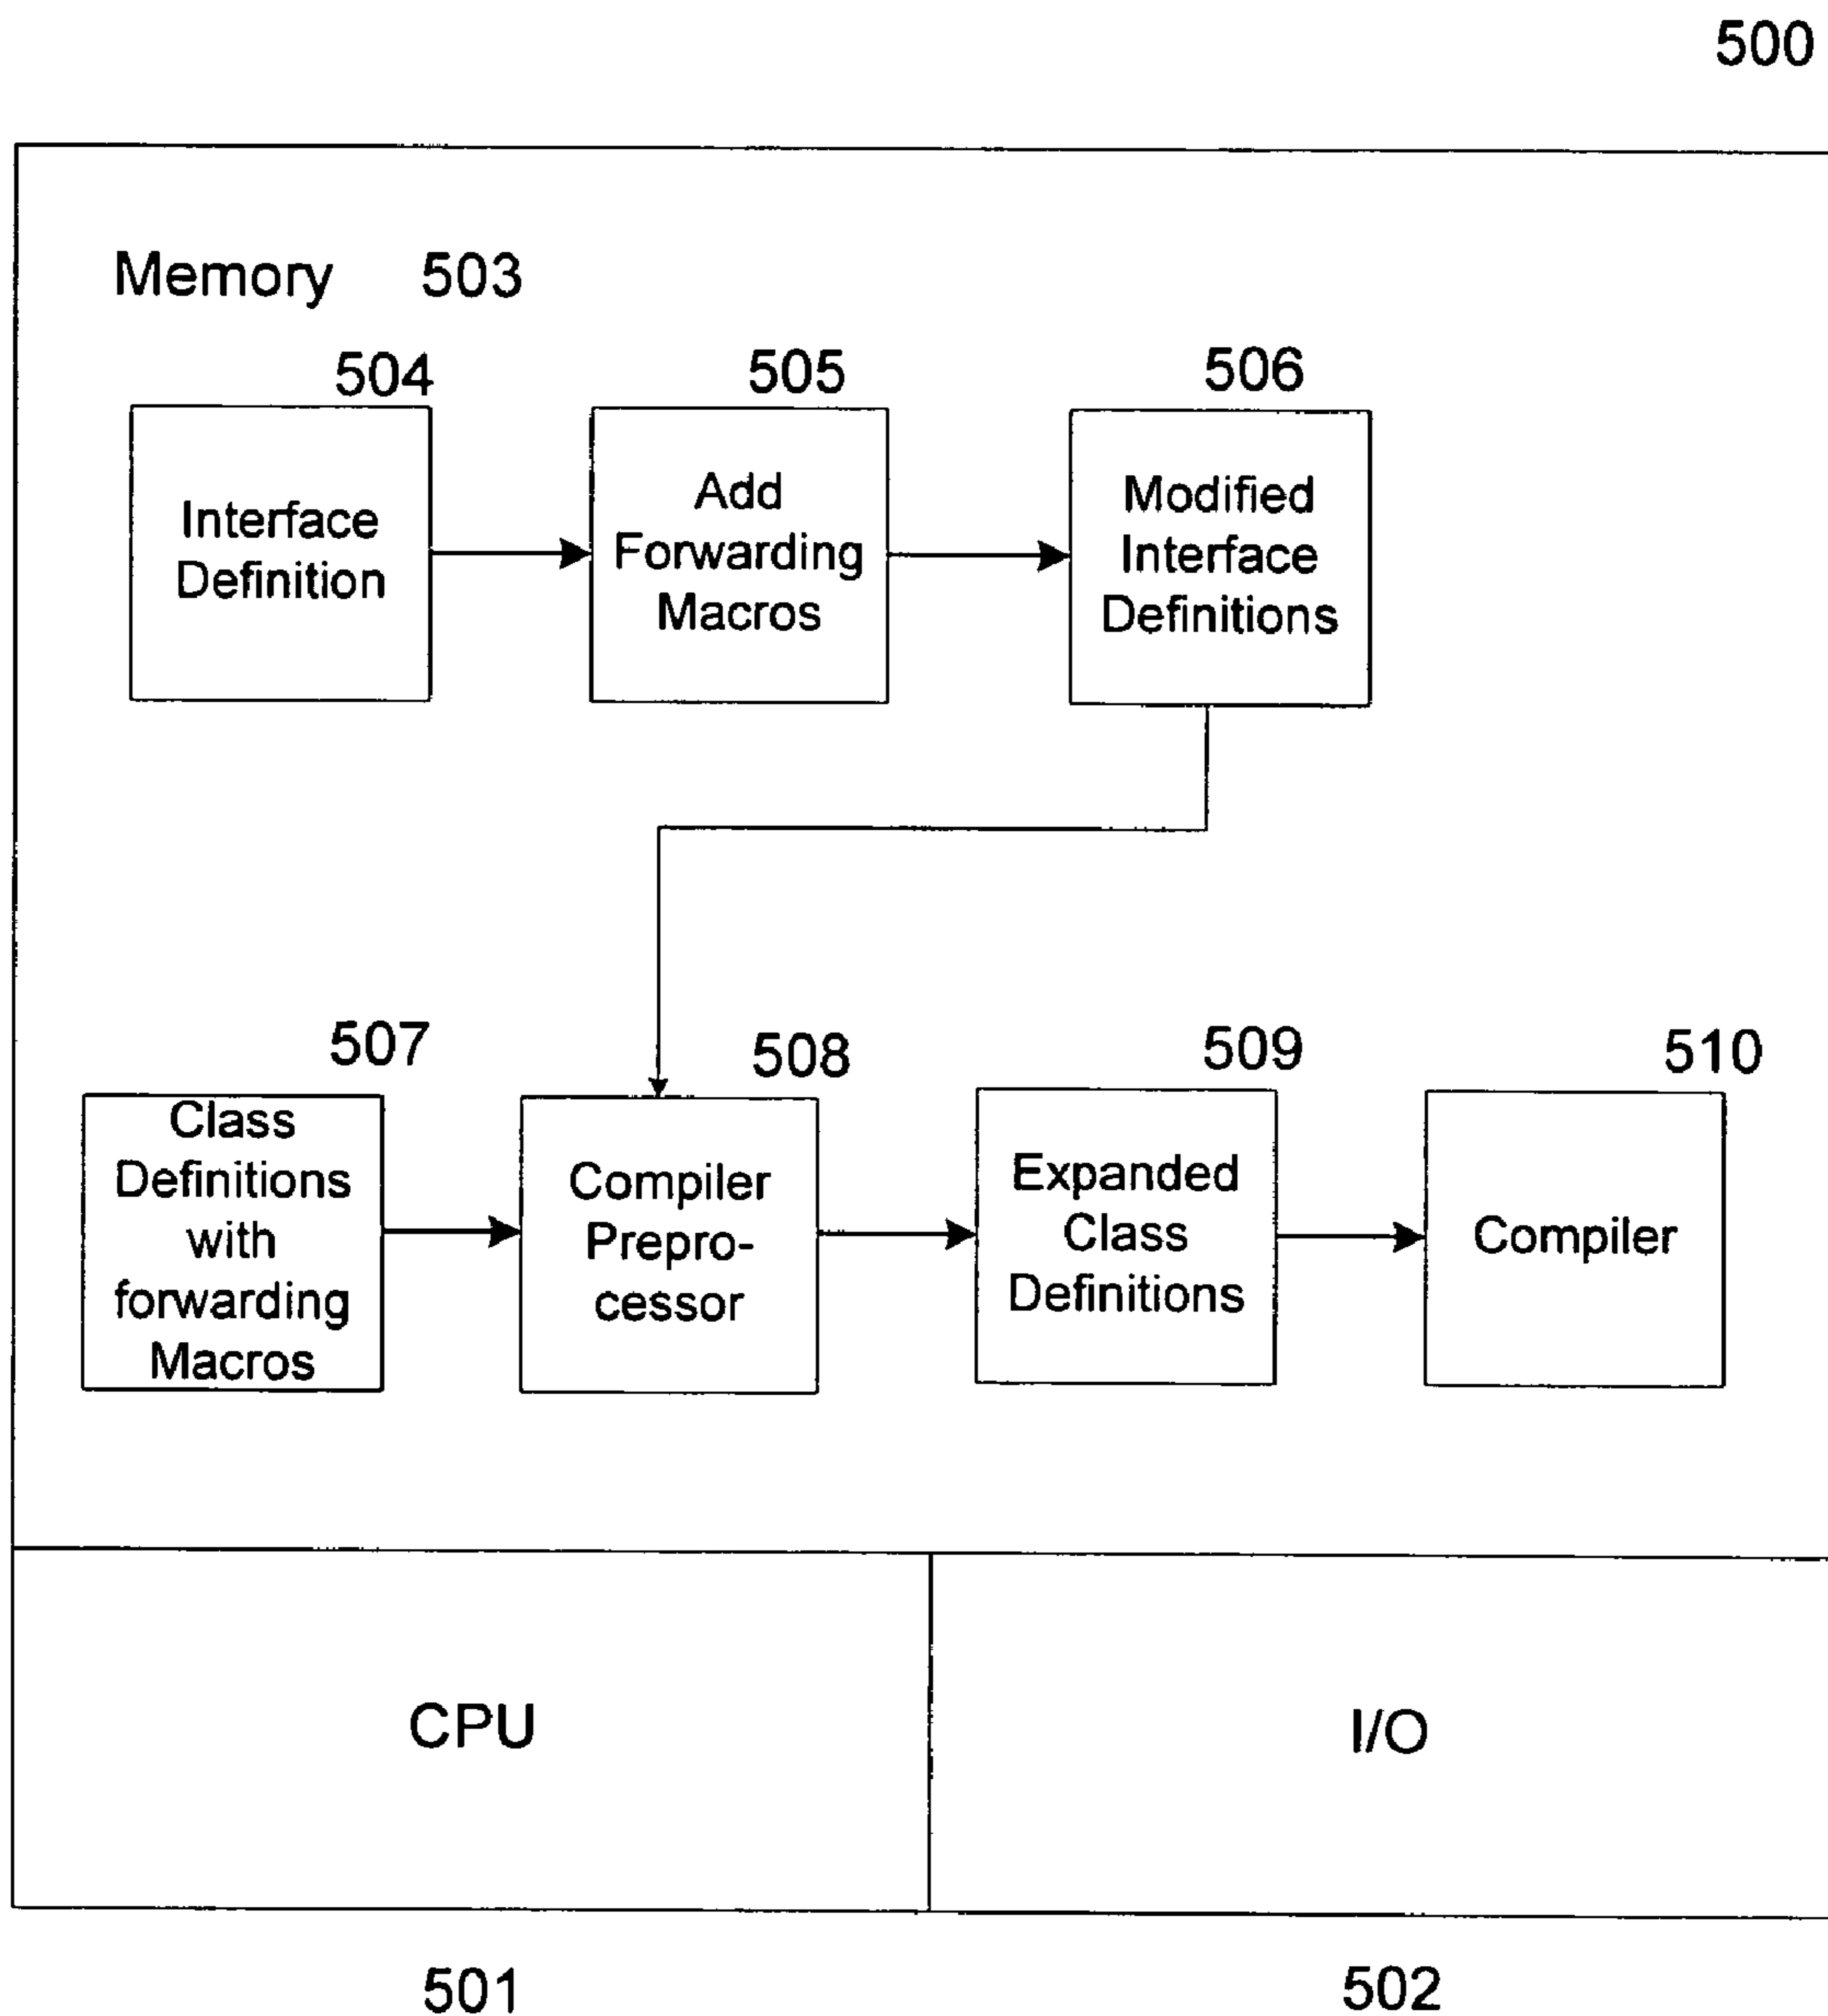 500
Memory 503
504
505
506
Interface
Definition
Add
Forwarding
Macros
Modified
Interface
Definitions
507
508
509
510
Class
Definitions
with
forwarding
Macros
Compiler
Prepro-
cessor
Expanded
Class
Definitions
Compiler
CPU
I/O
501
502